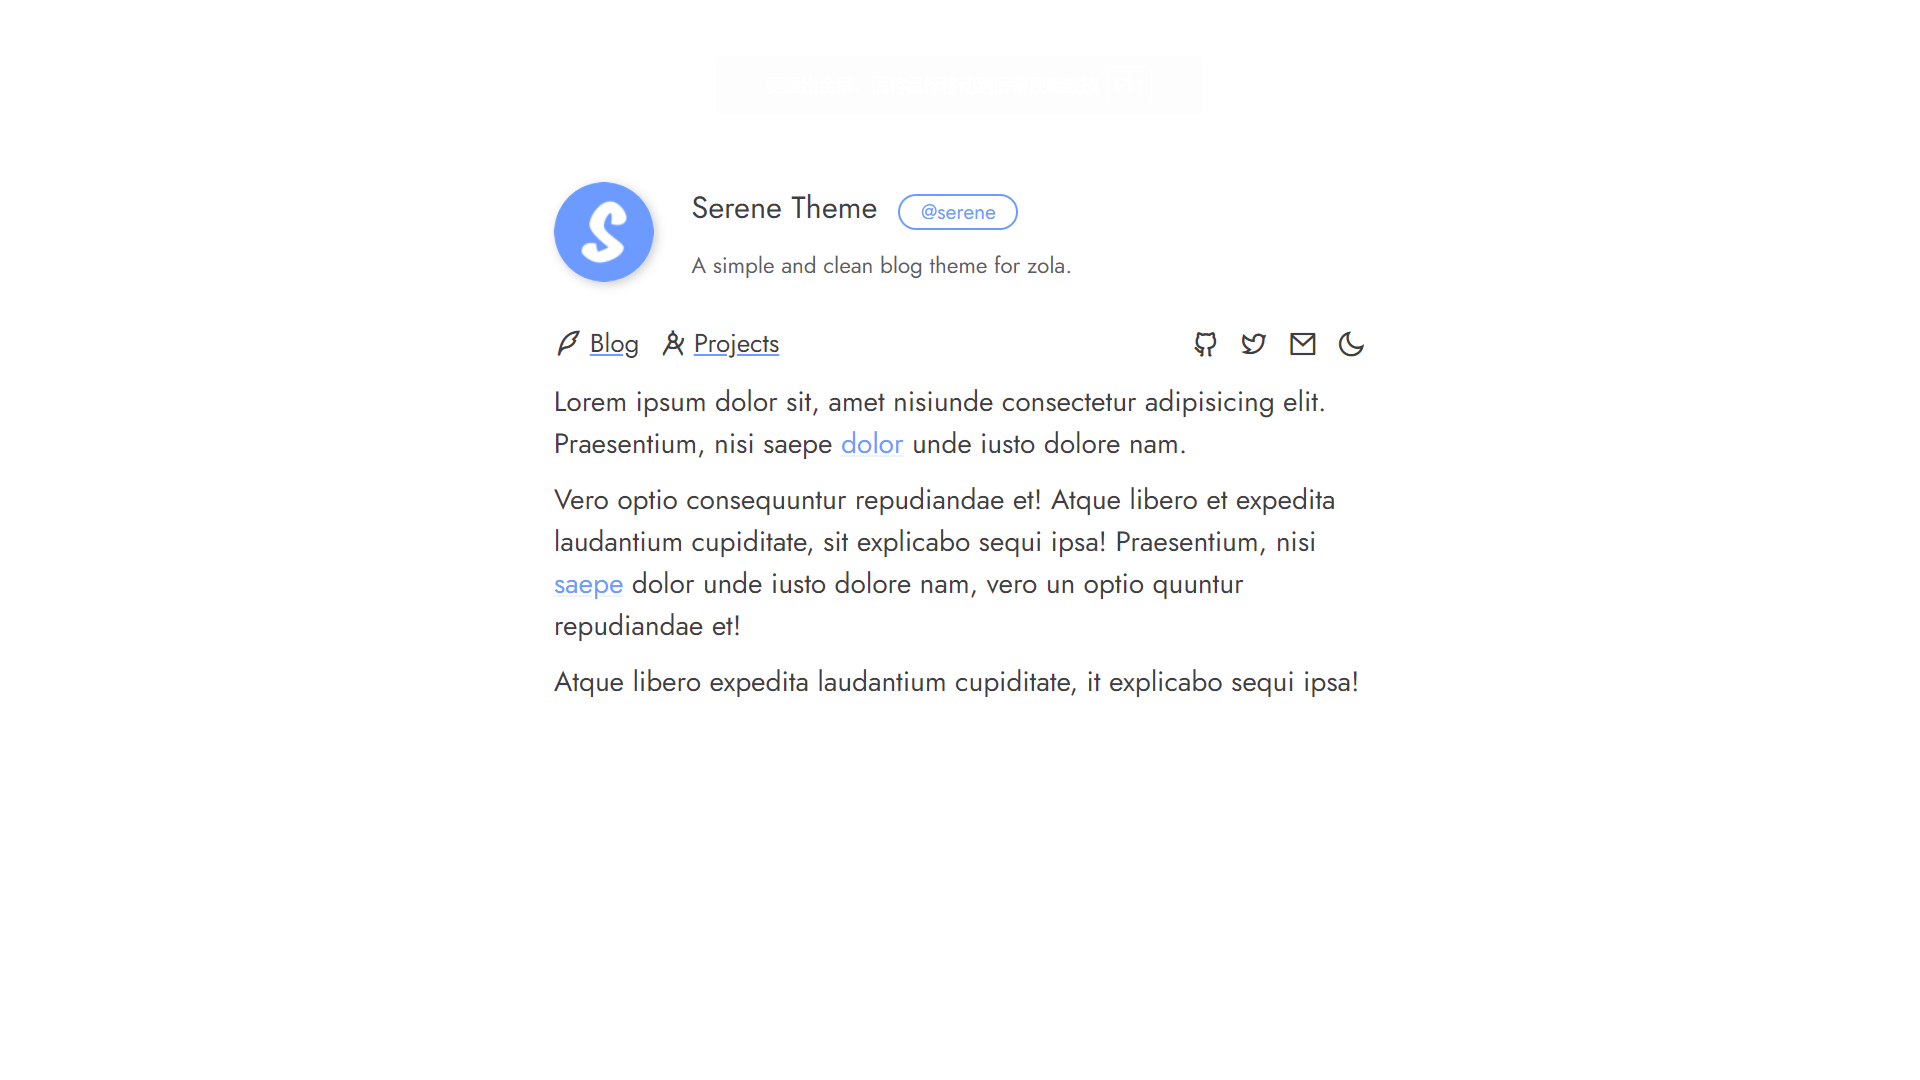 S
Serene Theme @serene
A simple and clean blog theme for zola.
Blog Projects
Lorem ipsum dolor sit, amet nisiunde consectetur adipisicing elit.
Praesentium, nisi saepe dolor unde iusto dolore nam.
Vero optio consequuntur repudiandae et! Atque libero et expedita
laudantium cupiditate, sit explicabo sequi ipsa! Praesentium, nisi
saepe dolor unde iusto dolore nam, vero un optio quuntur
repudiandae et!
Atque libero expedita laudantium cupiditate, it explicabo sequi ipsa!